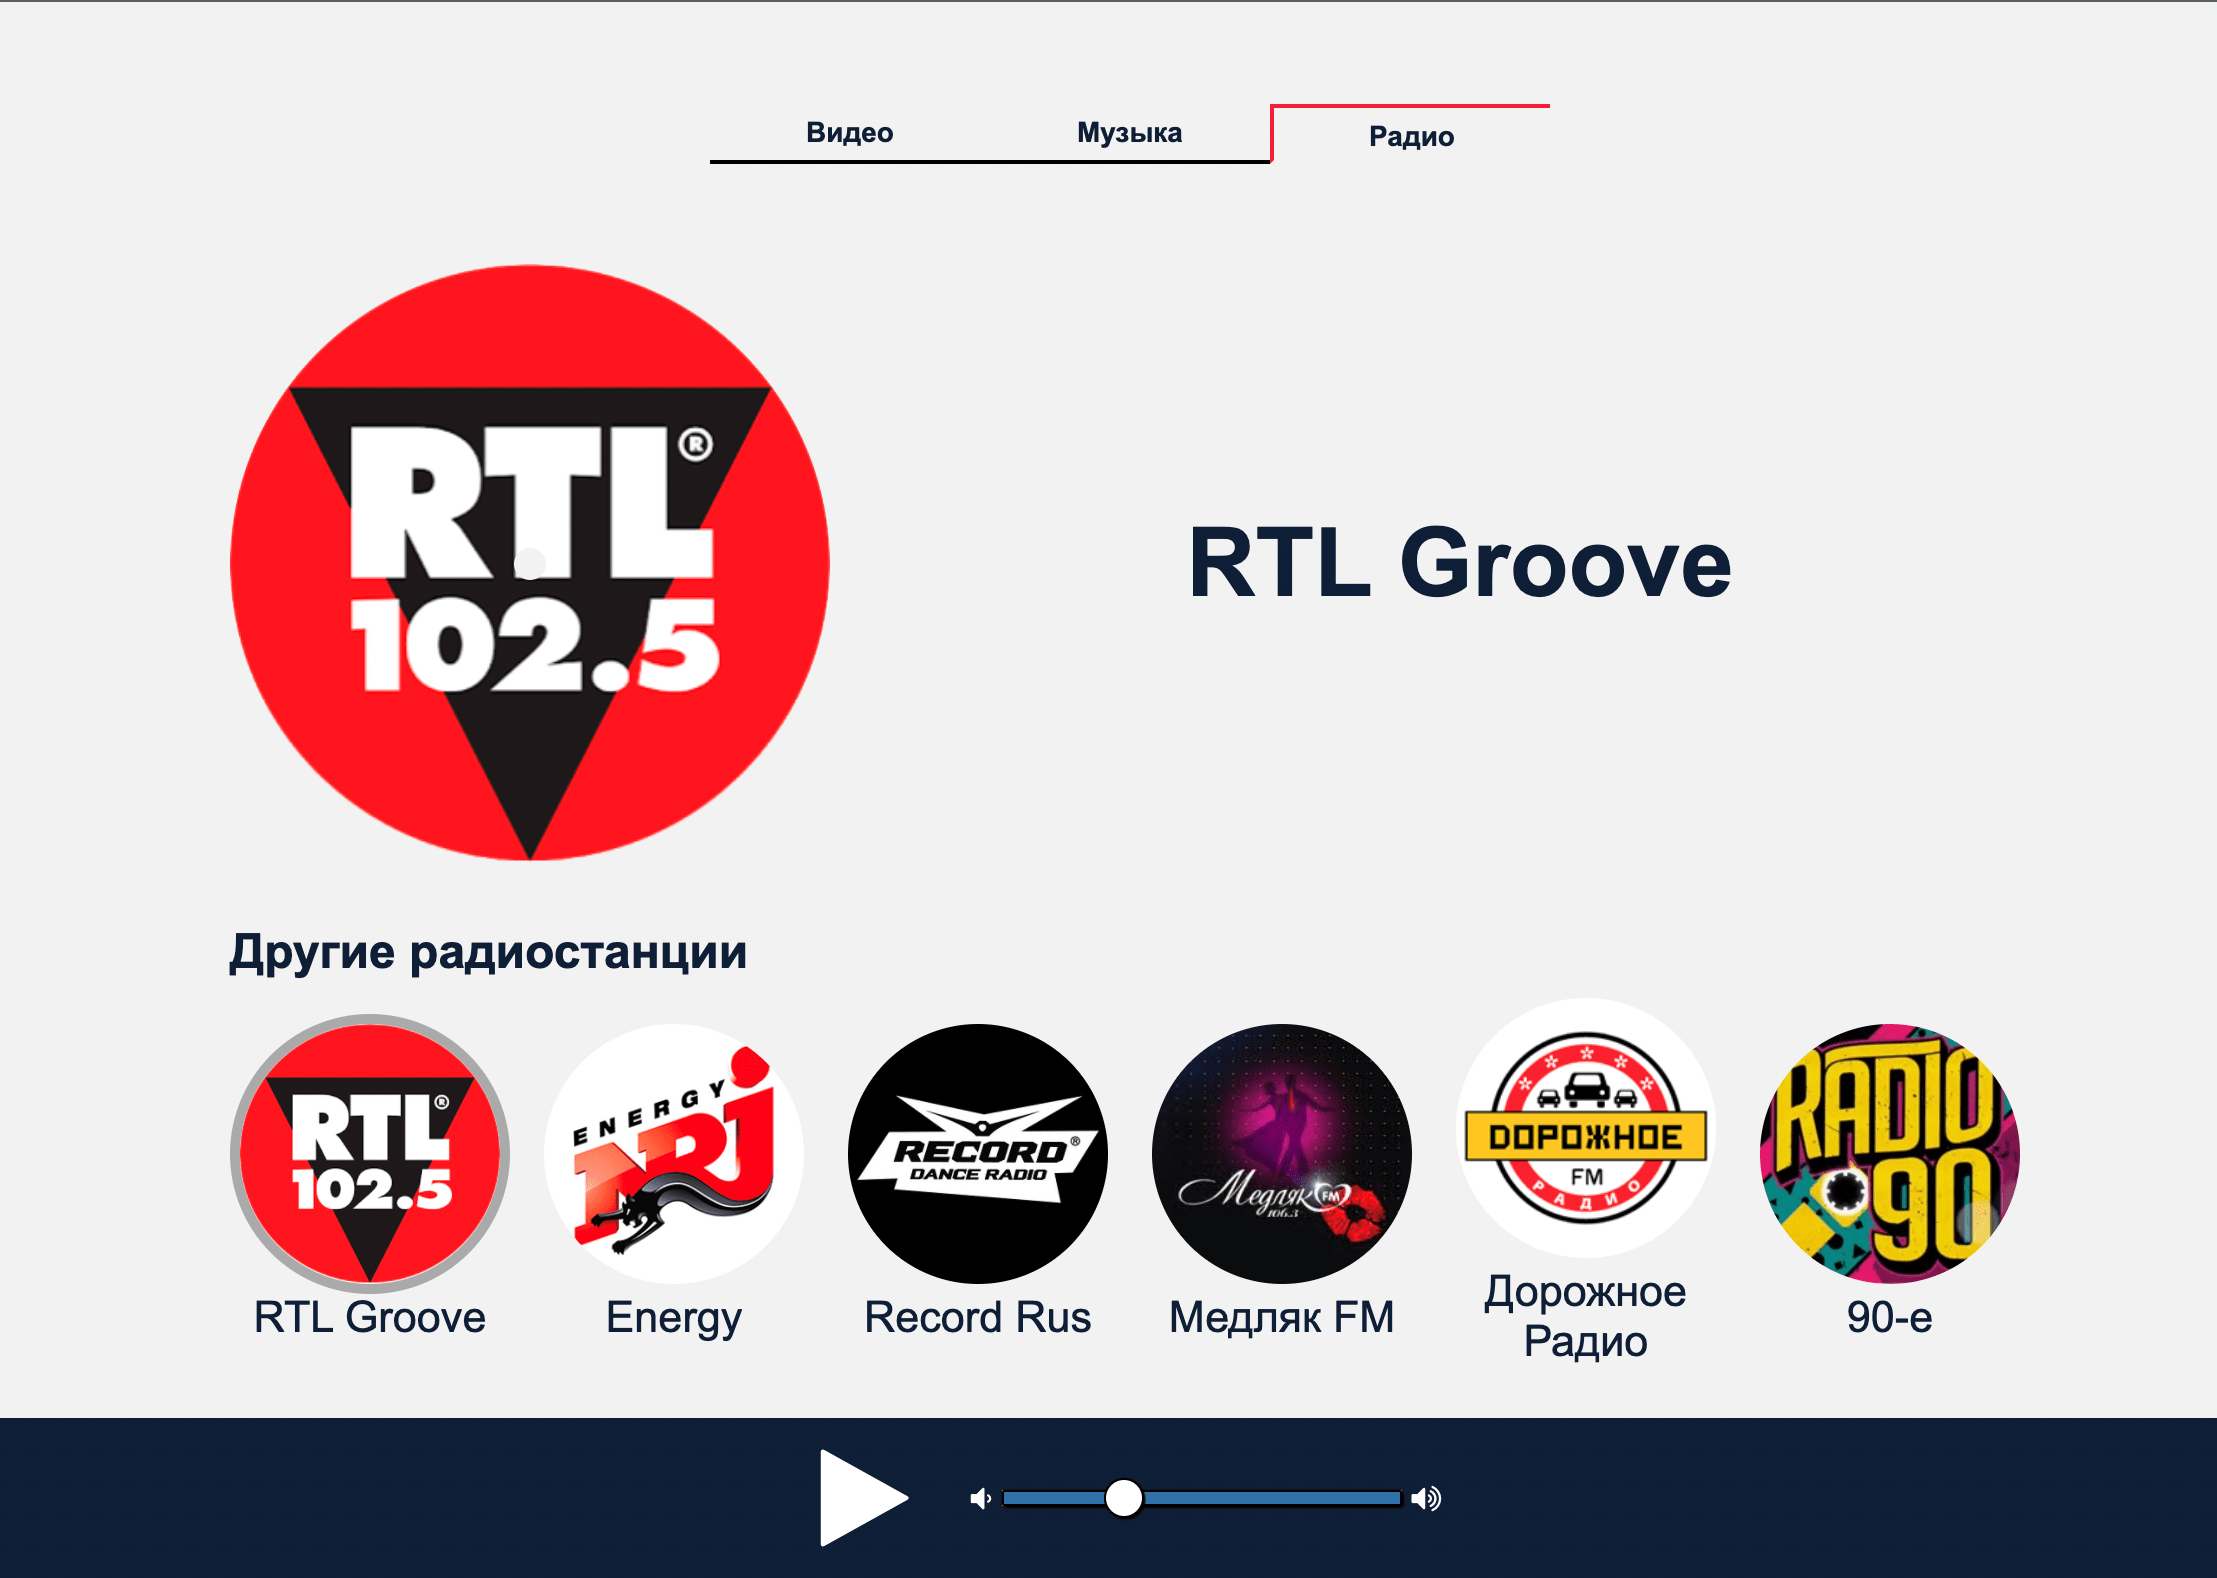 Видео Музыка Радио
RTL®
102.5
RTL Groove
Другие радиостанции
RTL®
102.5
RTL Groove
ENERGY
NRJ
Energy
RECORD®
DANCE RADIO
Record Rus
Медляк FM
106.3
Медляк FM
ДОРОЖНОЕ
FM
РАДИО
Дорожное
Радио
RADIO
90
90-е